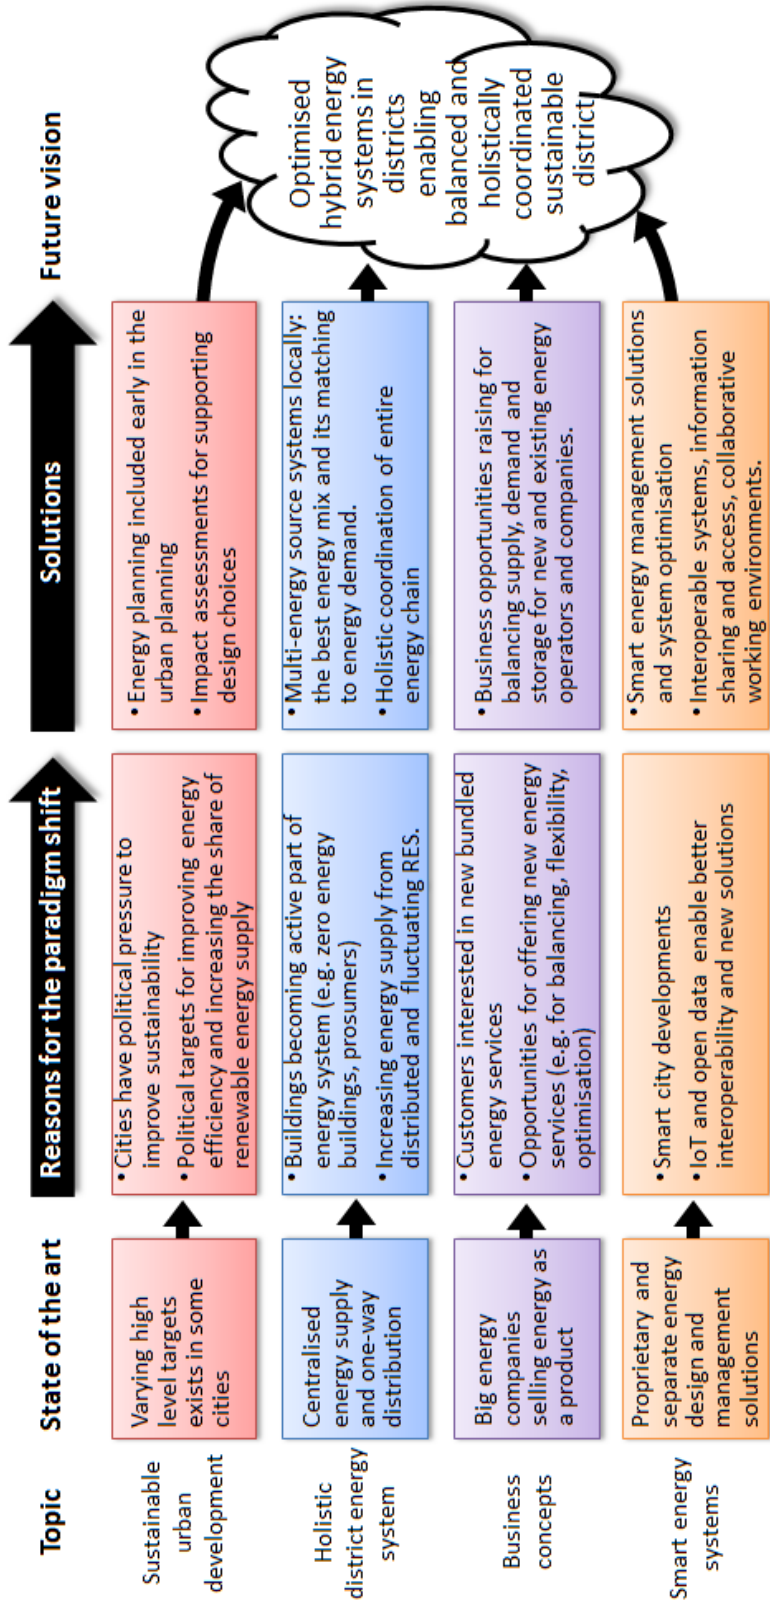 Topic
State of the art
Reasons for the paradigm shift
Solutions
Future vision
Sustainable
urban
development
Varying high
level targets
exists in some
cities
• Cities have political pressure to
improve sustainability
• Political targets for improving energy
efficiency and increasing the share of
renewable energy supply
• Energy planning included early in the
urban planning
• Impact assessments for supporting
design choices
Holistic
district energy
system
Centralised
energy supply
and one-way
distribution
• Buildings becoming active part of
energy system (e.g. zero energy
buildings, prosumers)
• Increasing energy supply from
distributed and fluctuating RES.
• Multi-energy source systems locally:
the best energy mix and its matching
to energy demand.
• Holistic coordination of entire
energy chain
Business
concepts
Big energy
companies
selling energy as
a product
• Customers interested in new bundled
energy services
• Opportunities for offering new energy
services (e.g. for balancing, flexibility,
optimisation)
• Business opportunities raising for
balancing supply, demand and
storage for new and existing energy
operators and companies.
Smart energy
systems
Proprietary and
separate energy
design and
management
solutions
• Smart city developments
• IoT and open data enable better
interoperability and new solutions
• Smart energy management solutions
and system optimisation
• Interoperable systems, information
sharing and access, collaborative
working environments.
Optimised
hybrid energy
systems in
districts
enabling
balanced and
holistically
coordinated
sustainable
district